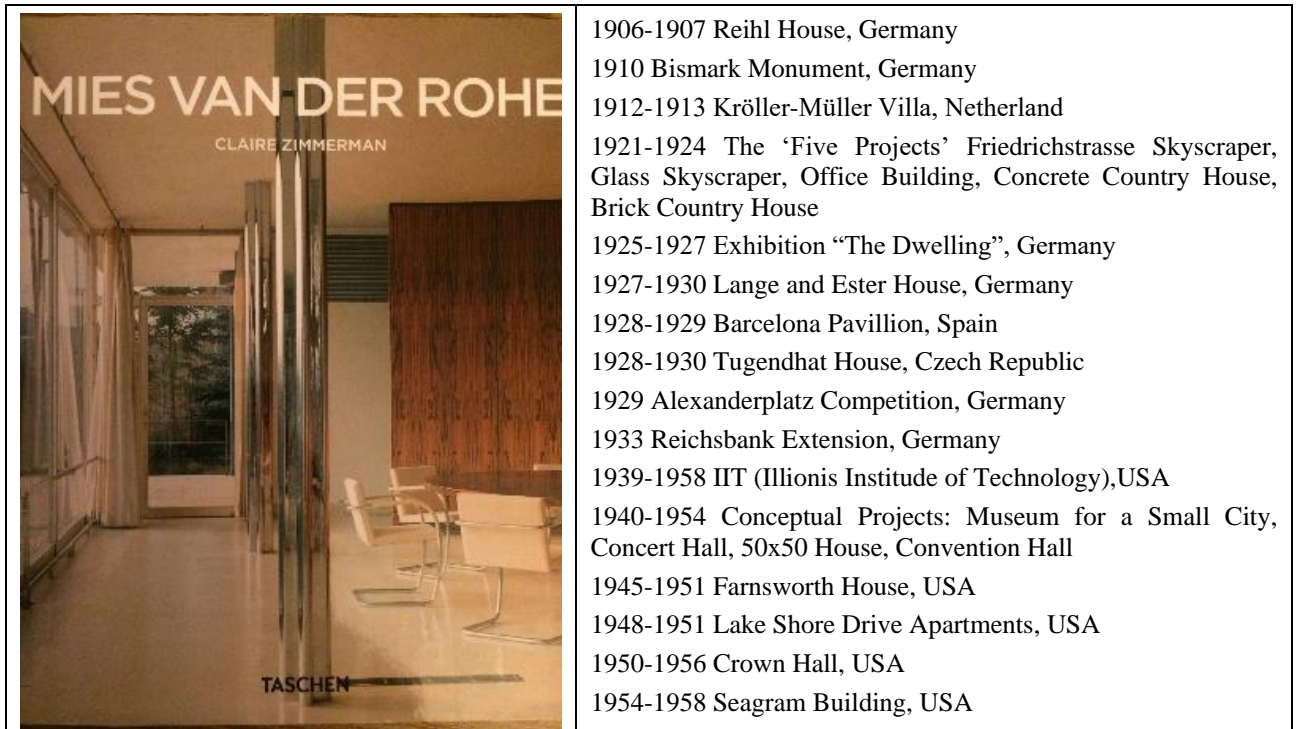 MIES VAN DER ROHE
CLAIRE ZIMMERMAN
TASCHEN
1906-1907 Reihl House, Germany
1910 Bismark Monument, Germany
1912-1913 Kröller-Müller Villa, Netherland
1921-1924 The ‘Five Projects’ Friedrichstrasse Skyscraper,
Glass Skyscraper, Office Building, Concrete Country House,
Brick Country House
1925-1927 Exhibition “The Dwelling”, Germany
1927-1930 Lange and Ester House, Germany
1928-1929 Barcelona Pavillion, Spain
1928-1930 Tugendhat House, Czech Republic
1929 Alexanderplatz Competition, Germany
1933 Reichsbank Extension, Germany
1939-1958 IIT (Illionis Institude of Technology),USA
1940-1954 Conceptual Projects: Museum for a Small City,
Concert Hall, 50x50 House, Convention Hall
1945-1951 Farnsworth House, USA
1948-1951 Lake Shore Drive Apartments, USA
1950-1956 Crown Hall, USA
1954-1958 Seagram Building, USA